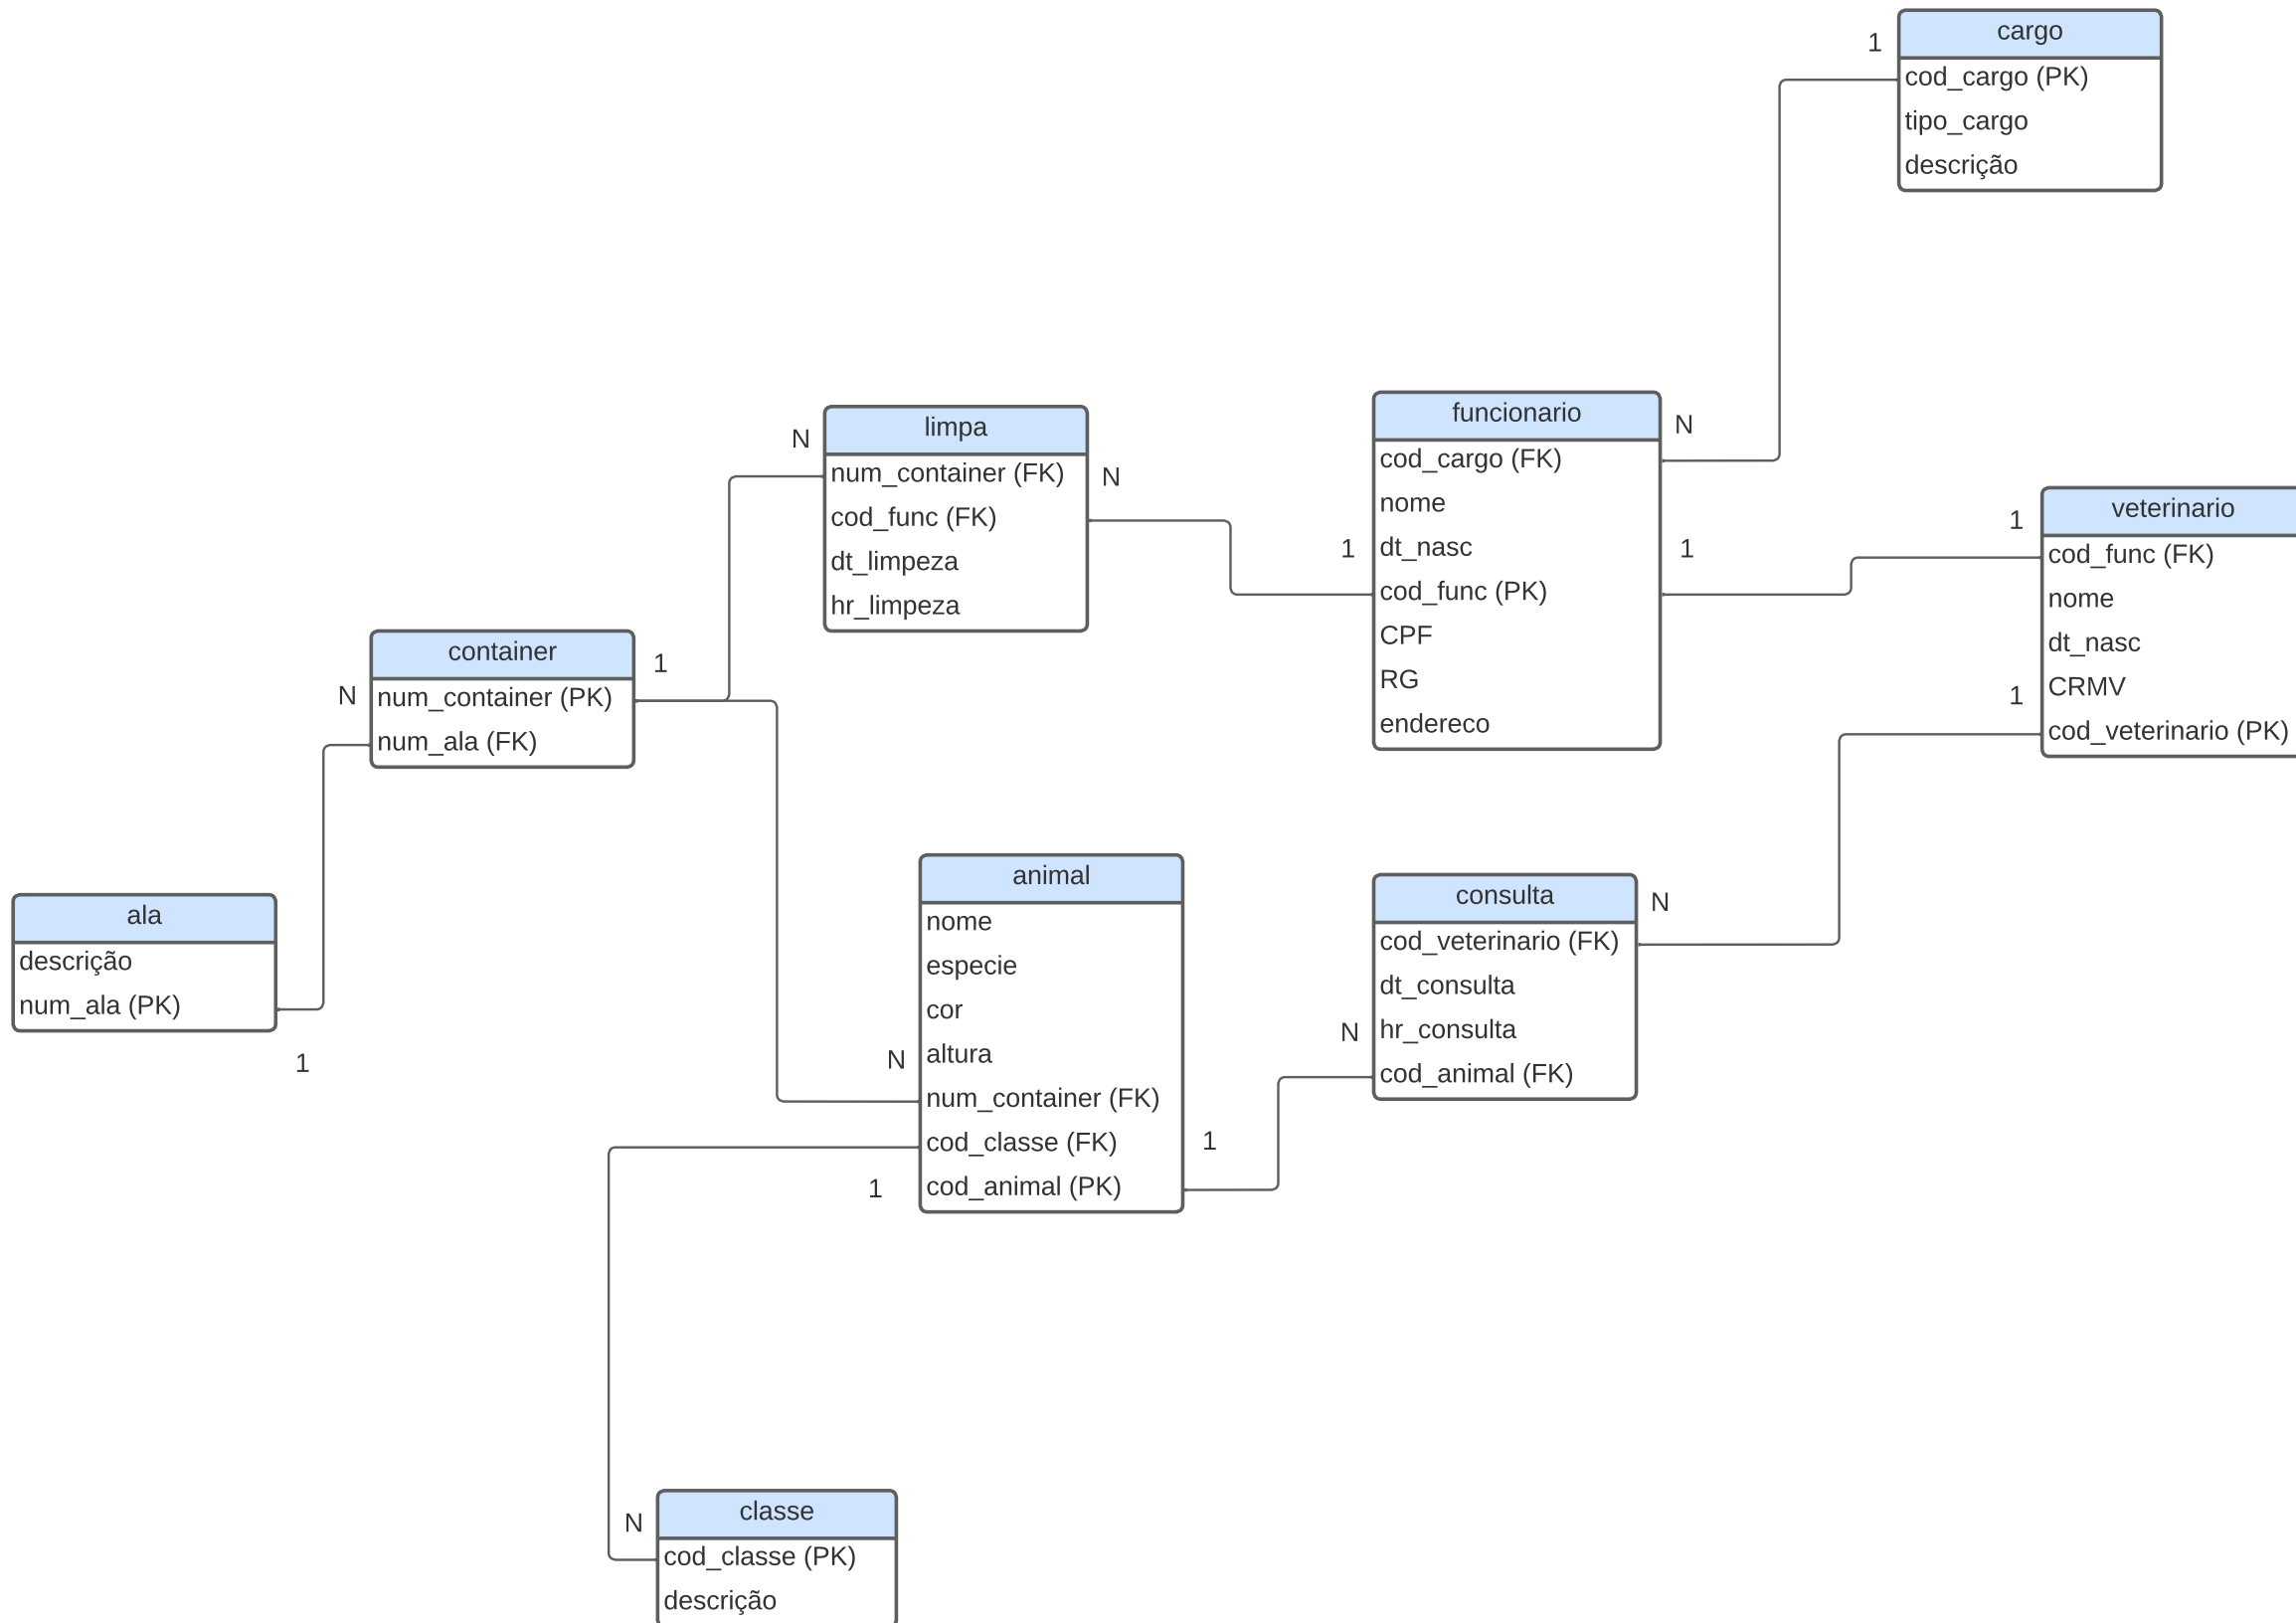 cargo
1
cod_cargo (PK)
tipo_cargo
descrição
limpa
N
num_container (FK)
N
cod_func (FK)
dt_limpeza
hr_limpeza
funcionario
N
cod_cargo (FK)
nome
1
dt_nasc
1
cod_func (PK)
CPF
RG
endereco
veterinario
1
cod_func (FK)
nome
dt_nasc
CRMV
1
cod_veterinario (PK)
container
1
N
num_container (PK)
num_ala (FK)
ala
descrição
num_ala (PK)
1
animal
nome
especie
cor
altura
N
num_container (FK)
cod_classe (FK)
1
cod_animal (PK)
1
consulta
N
cod_veterinario (FK)
dt_consulta
hr_consulta
N
cod_animal (FK)
classe
N
cod_classe (PK)
descrição